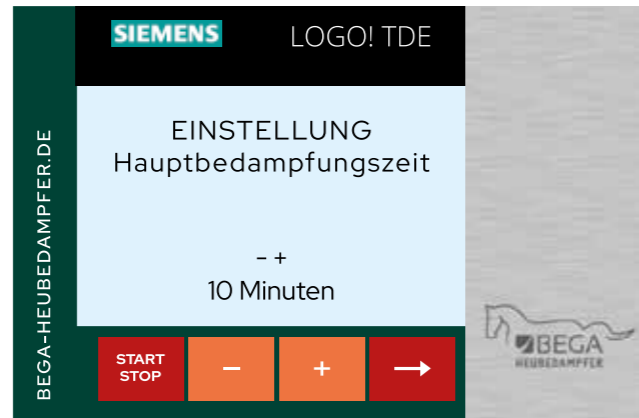 SIEMENS LOGO! TDE
BEGA-HEUBEDAMPFER.DE
EINSTELLUNG
Hauptbedampfungszeit
- +
10 Minuten
START
STOP
- + →
BEGA
HEUBEDAMPFER